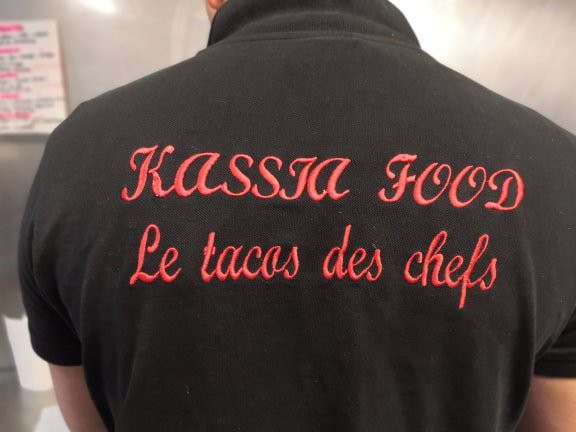 KASSIA FOOD
Le tacos des chefs